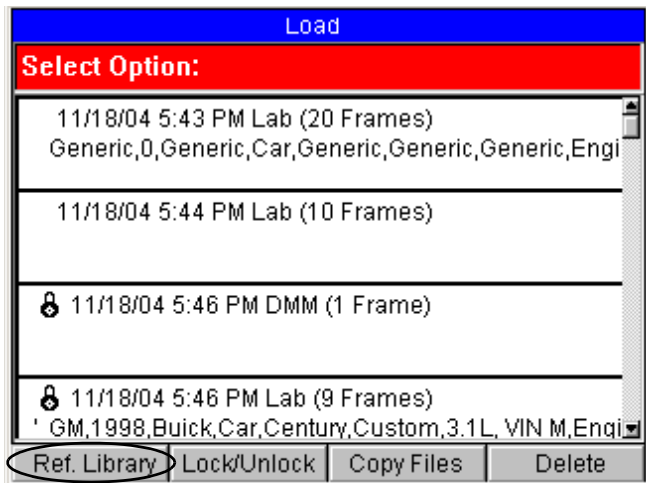 Load
Select Option:
11/18/04 5:43 PM Lab (20 Frames)
Generic,0,Generic,Car,Generic,Generic,Generic,Engi
11/18/04 5:44 PM Lab (10 Frames)
11/18/04 5:46 PM DMM (1 Frame)
11/18/04 5:46 PM Lab (9 Frames)
' GM,1998,Buick,Car,Century,Custom,3.1L, VIN M,Engi
Ref. Library Lock/Unlock Copy Files Delete